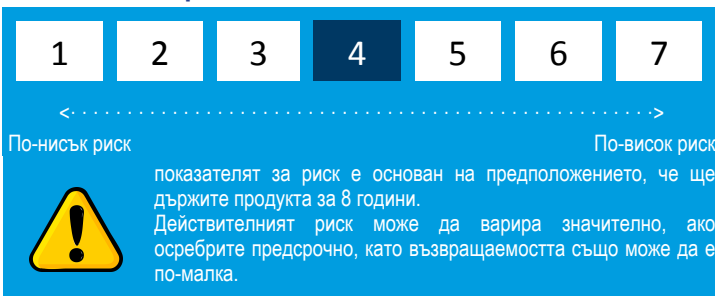 1 2 3 4 5 6 7
<·····················································>
По-нисък риск По-висок риск
показателят за риск е основан на предположението, че ще
държите продукта за 8 години.
Действителният риск може да варира значително, ако
осребрите предсрочно, като възвращаемостта също може да е
по-малка.